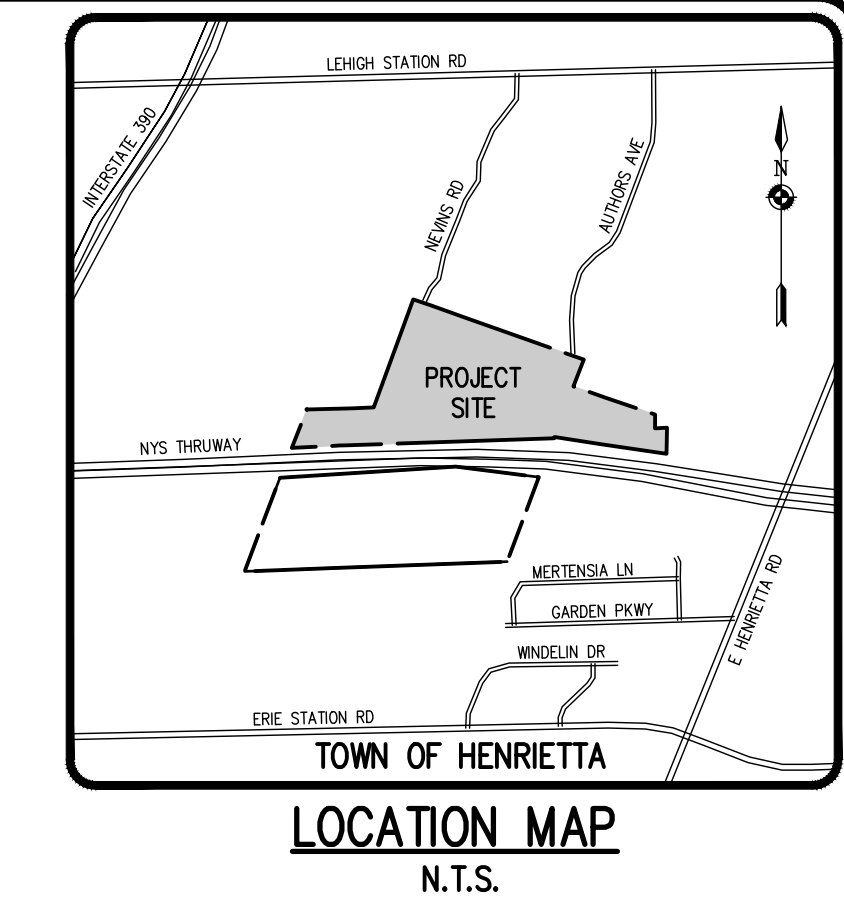 LEHIGH STATION RD
INTERSTATE 390
NEVINS RD
AUTHORS AVE
N
PROJECT
SITE
NYS THRUWAY
MERTENSIA LN
GARDEN PKWY
E HENRIETTA RD
WINDELIN DR
ERIE STATION RD
TOWN OF HENRIETTA
LOCATION MAP
N.T.S.